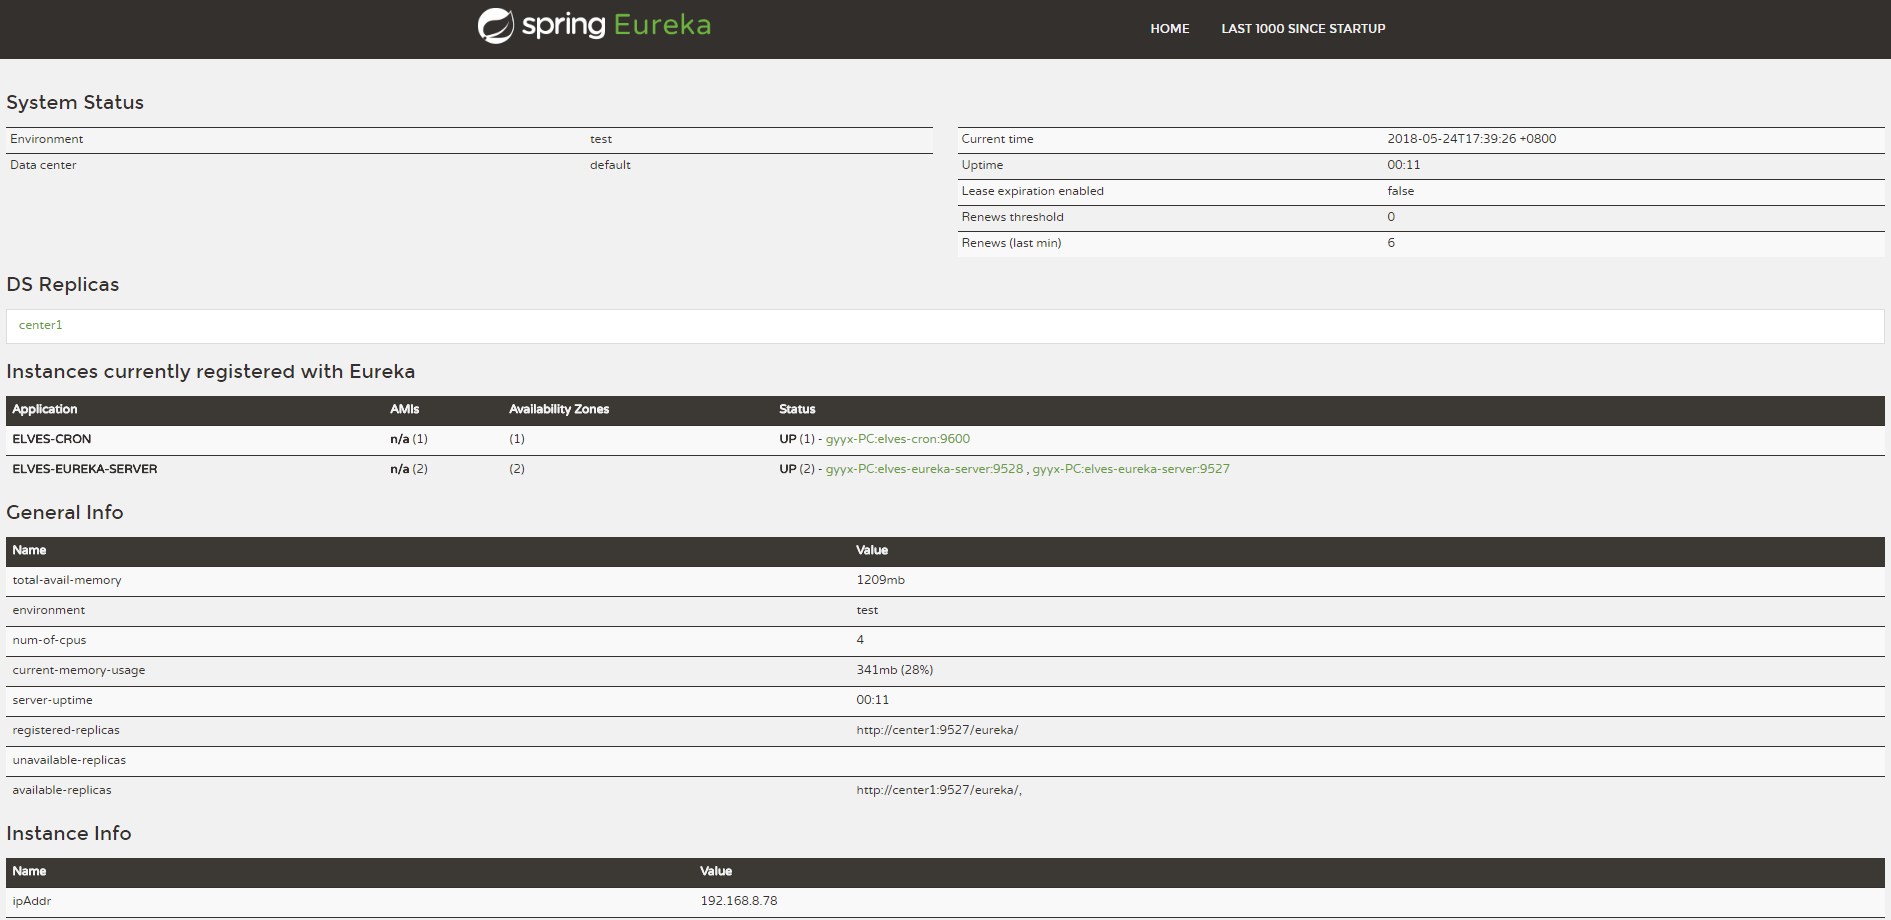 spring Eureka
HOME LAST 1000 SINCE STARTUP
System Status
Environment test
Data center default
Current time 2018-05-24T17:39:26 +0800
Uptime 00:11
Lease expiration enabled false
Renews threshold 0
Renews (last min) 6
DS Replicas
center1
Instances currently registered with Eureka
Application AMIs Availability Zones Status
ELVES-CRON n/a (1) (1) UP (1) - gyyx-PC:elves-cron:9600
ELVES-EUREKA-SERVER n/a (2) (2) UP (2) - gyyx-PC:elves-eureka-server:9528 , gyyx-PC:elves-eureka-server:9527
General Info
Name Value
total-avail-memory 1209mb
environment test
num-of-cpus 4
current-memory-usage 341mb (28%)
server-uptime 00:11
registered-replicas http://center1:9527/eureka/
unavailable-replicas
available-replicas http://center1:9527/eureka/,
Instance Info
Name Value
ipAddr 192.168.8.78